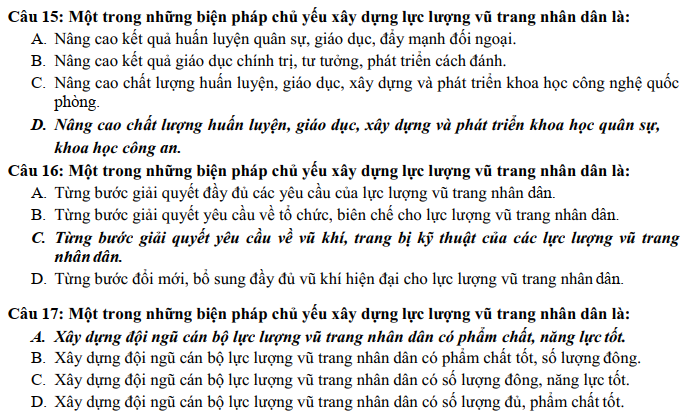 Câu 15: Một trong những biện pháp chủ yếu xây dựng lực lượng vũ trang nhân dân là:
A. Nâng cao kết quả huấn luyện quân sự, giáo dục, đẩy mạnh đối ngoại.
B. Nâng cao kết quả giáo dục chính trị, tư tưởng, phát triển cách đánh.
C. Nâng cao chất lượng huấn luyện, giáo dục, xây dựng và phát triển khoa học công nghệ quốc
phòng.
D. Nâng cao chất lượng huấn luyện, giáo dục, xây dựng và phát triển khoa học quân sự,
khoa học công an.
Câu 16: Một trong những biện pháp chủ yếu xây dựng lực lượng vũ trang nhân dân là:
A. Từng bước giải quyết đầy đủ các yêu cầu của lực lượng vũ trang nhân dân.
B. Từng bước giải quyết yêu cầu về tổ chức, biên chế cho lực lượng vũ trang nhân dân.
C. Từng bước giải quyết yêu cầu về vũ khí, trang bị kỹ thuật của các lực lượng vũ trang
nhân dân.
D. Từng bước đổi mới, bổ sung đầy đủ vũ khí hiện đại cho lực lượng vũ trang nhân dân.
Câu 17: Một trong những biện pháp chủ yếu xây dựng lực lượng vũ trang nhân dân là:
A. Xây dựng đội ngũ cán bộ lực lượng vũ trang nhân dân có phẩm chất, năng lực tốt.
B. Xây dựng đội ngũ cán bộ lực lượng vũ trang nhân dân có phẩm chất tốt, số lượng đông.
C. Xây dựng đội ngũ cán bộ lực lượng vũ trang nhân dân có số lượng đông, năng lực tốt.
D. Xây dựng đội ngũ cán bộ lực lượng vũ trang nhân dân có số lượng đủ, phẩm chất tốt.